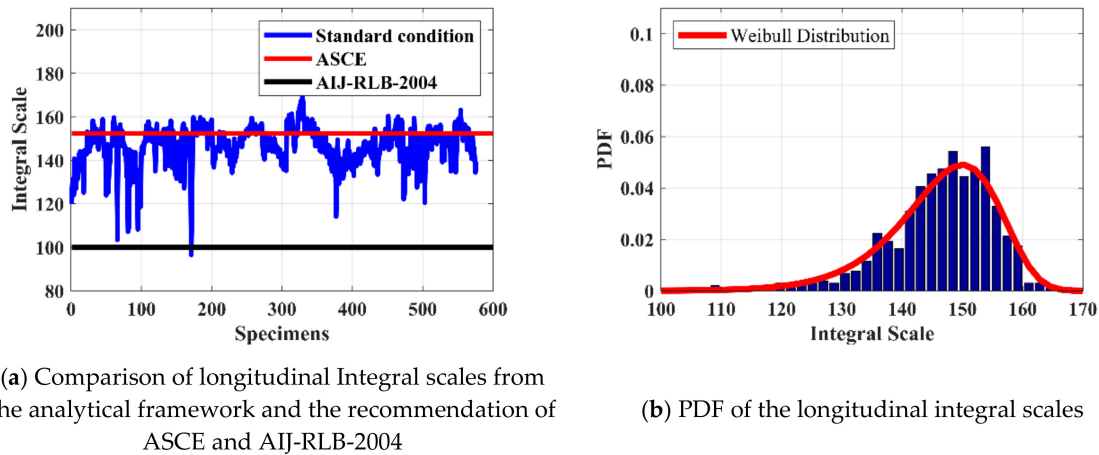 210
200
180
160
140
120
100
80
Integral Scale
Standard condition
ASCE
AIJ-RLB-2004
0
100
200
300
400
500
600
Specimens
(a) Comparison of longitudinal Integral scales from
he analytical framework and the recommendation of
ASCE and AIJ-RLB-2004
0.1
0.08
0.06
0.04
0.02
0
PDF
Weibull Distribution
100
110
120
130
140
150
160
170
Integral Scale
(b) PDF of the longitudinal integral scales